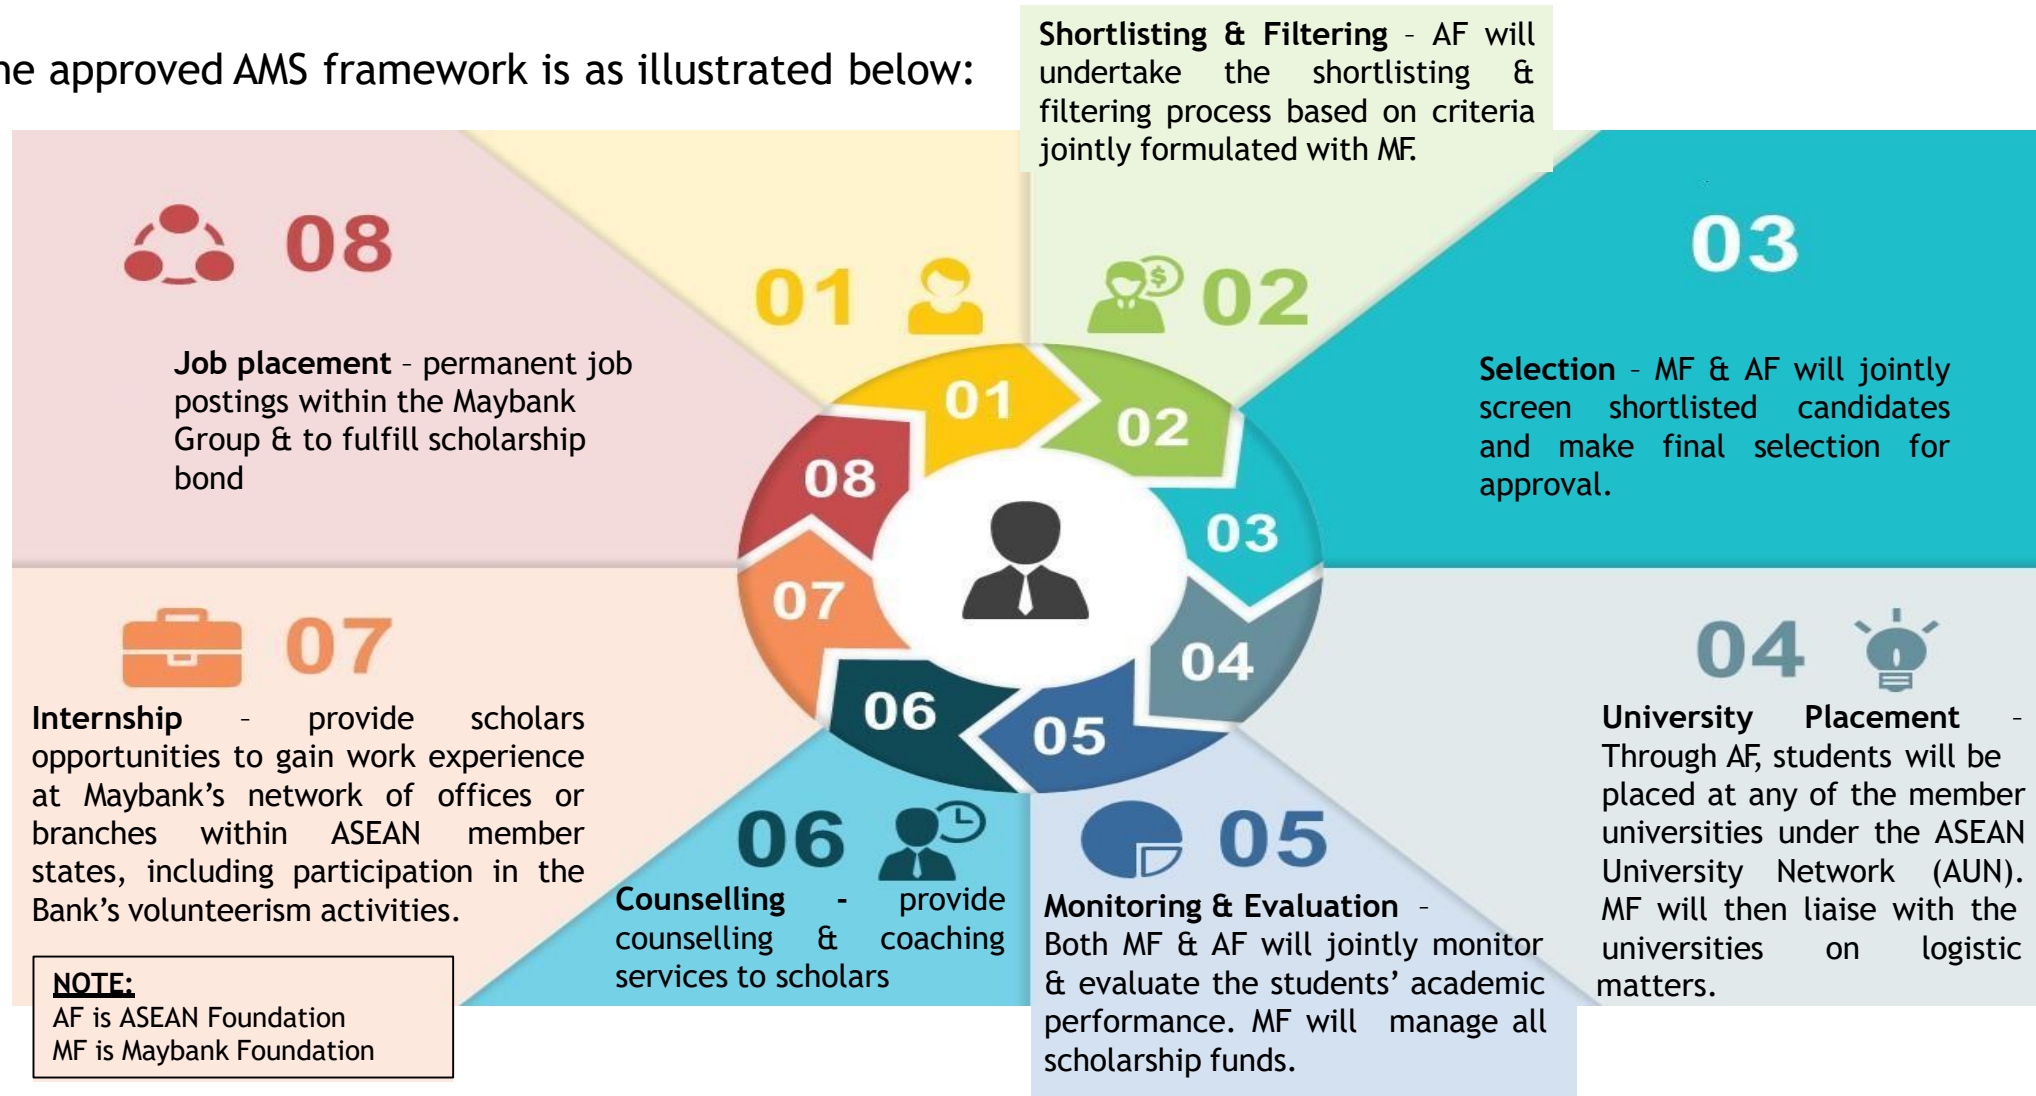 he approved AMS framework is as illustrated below:
Shortlisting & Filtering – AF will
undertake the shortlisting &
filtering process based on criteria
jointly formulated with MF.
08
Job placement – permanent job
postings within the Maybank
Group & to fulfill scholarship
bond
01
02
03
Selection – MF & AF will jointly
screen shortlisted candidates
and make final selection for
approval.
01
02
03
04
05
06
07
08
07
Internship – provide scholars
opportunities to gain work experience
at Maybank’s network of offices or
branches within ASEAN member
states, including participation in the
Bank’s volunteerism activities.
NOTE:
AF is ASEAN Foundation
MF is Maybank Foundation
06
Counselling - provide
counselling & coaching
services to scholars
05
Monitoring & Evaluation –
Both MF & AF will jointly monitor
& evaluate the students’ academic
performance. MF will manage all
scholarship funds.
04
University Placement –
Through AF, students will be
placed at any of the member
universities under the ASEAN
University Network (AUN).
MF will then liaise with the
universities on logistic
matters.